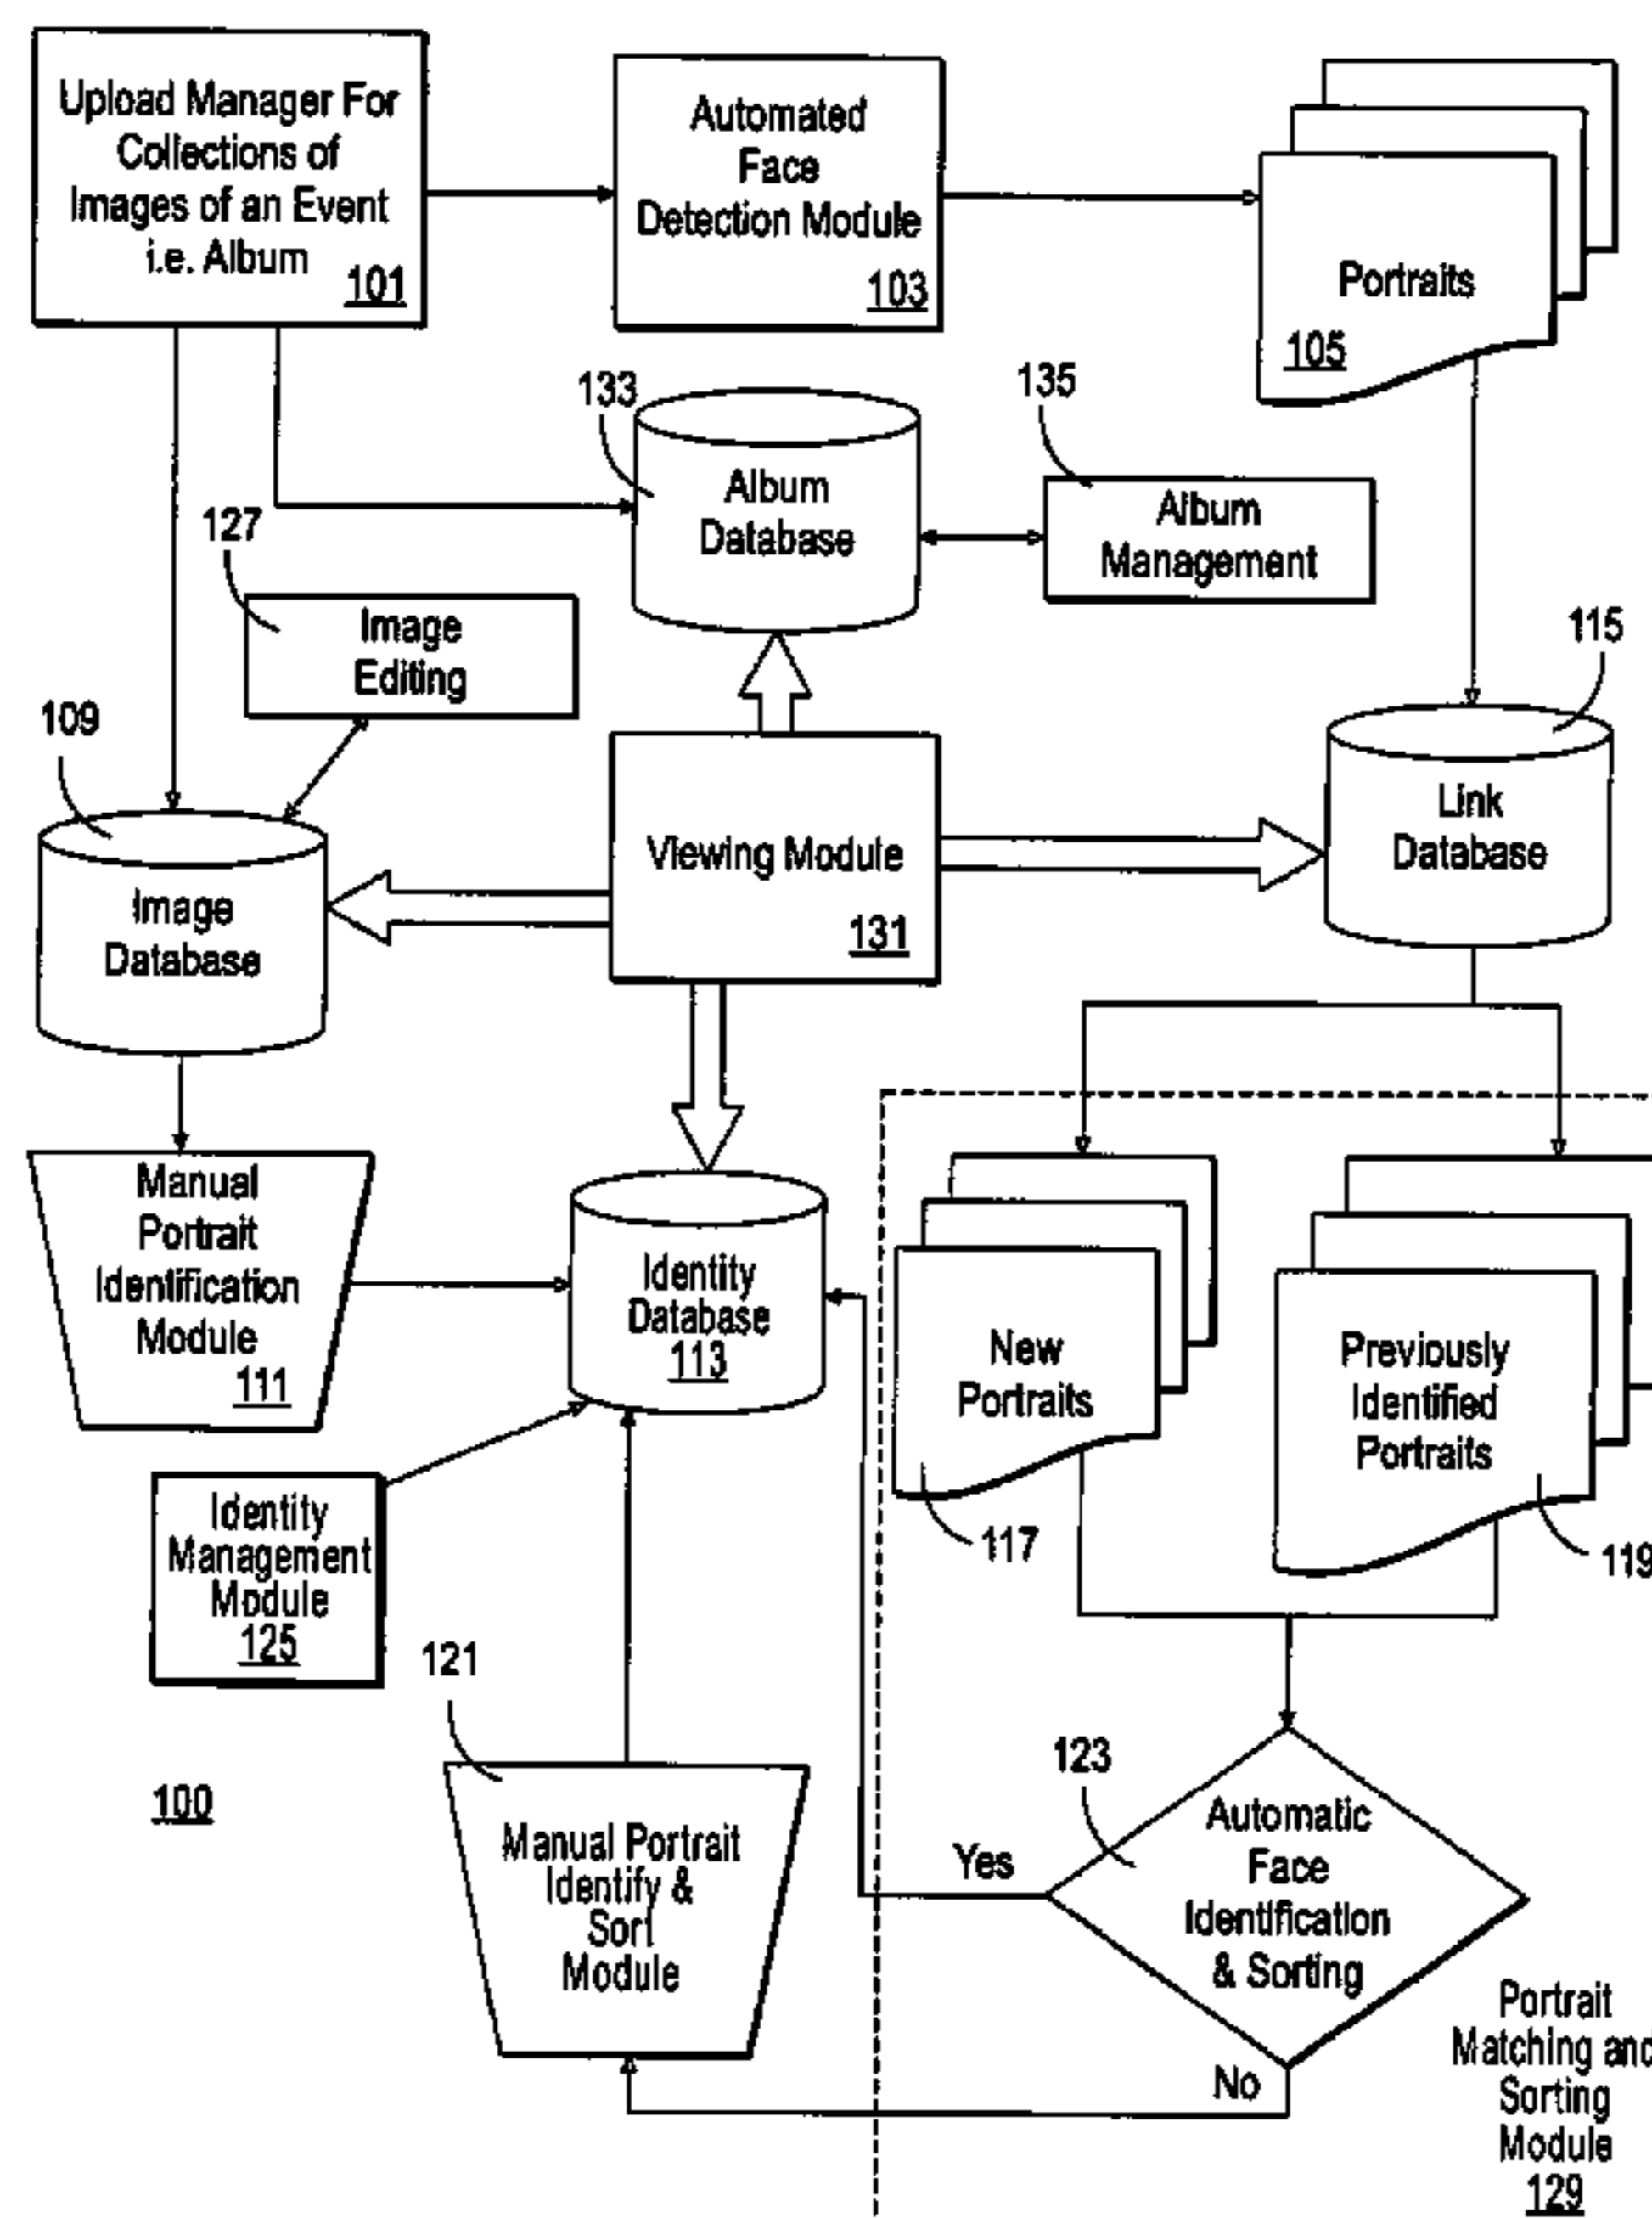 Upload Manager For
Collections of
Images of an Event
i.e. Album
101
Automated
Face
Detection Module
103
Portraits
105
133
Album
Database
135
Album
Management
127
Image
Editing
115
Link
Database
109
Image
Database
Viewing Module
131
Manual
Portrait
Identification
Module
111
Identity
Database
113
New
Portraits
117
Previously
Identified
Portraits
119
Identity
Management
Module
125
121
Manual Portrait
Identify &
Sort
Module
100
123
Automatic
Face
Identification
& Sorting
Yes
No
Portrait
Matching and
Sorting
Module
129